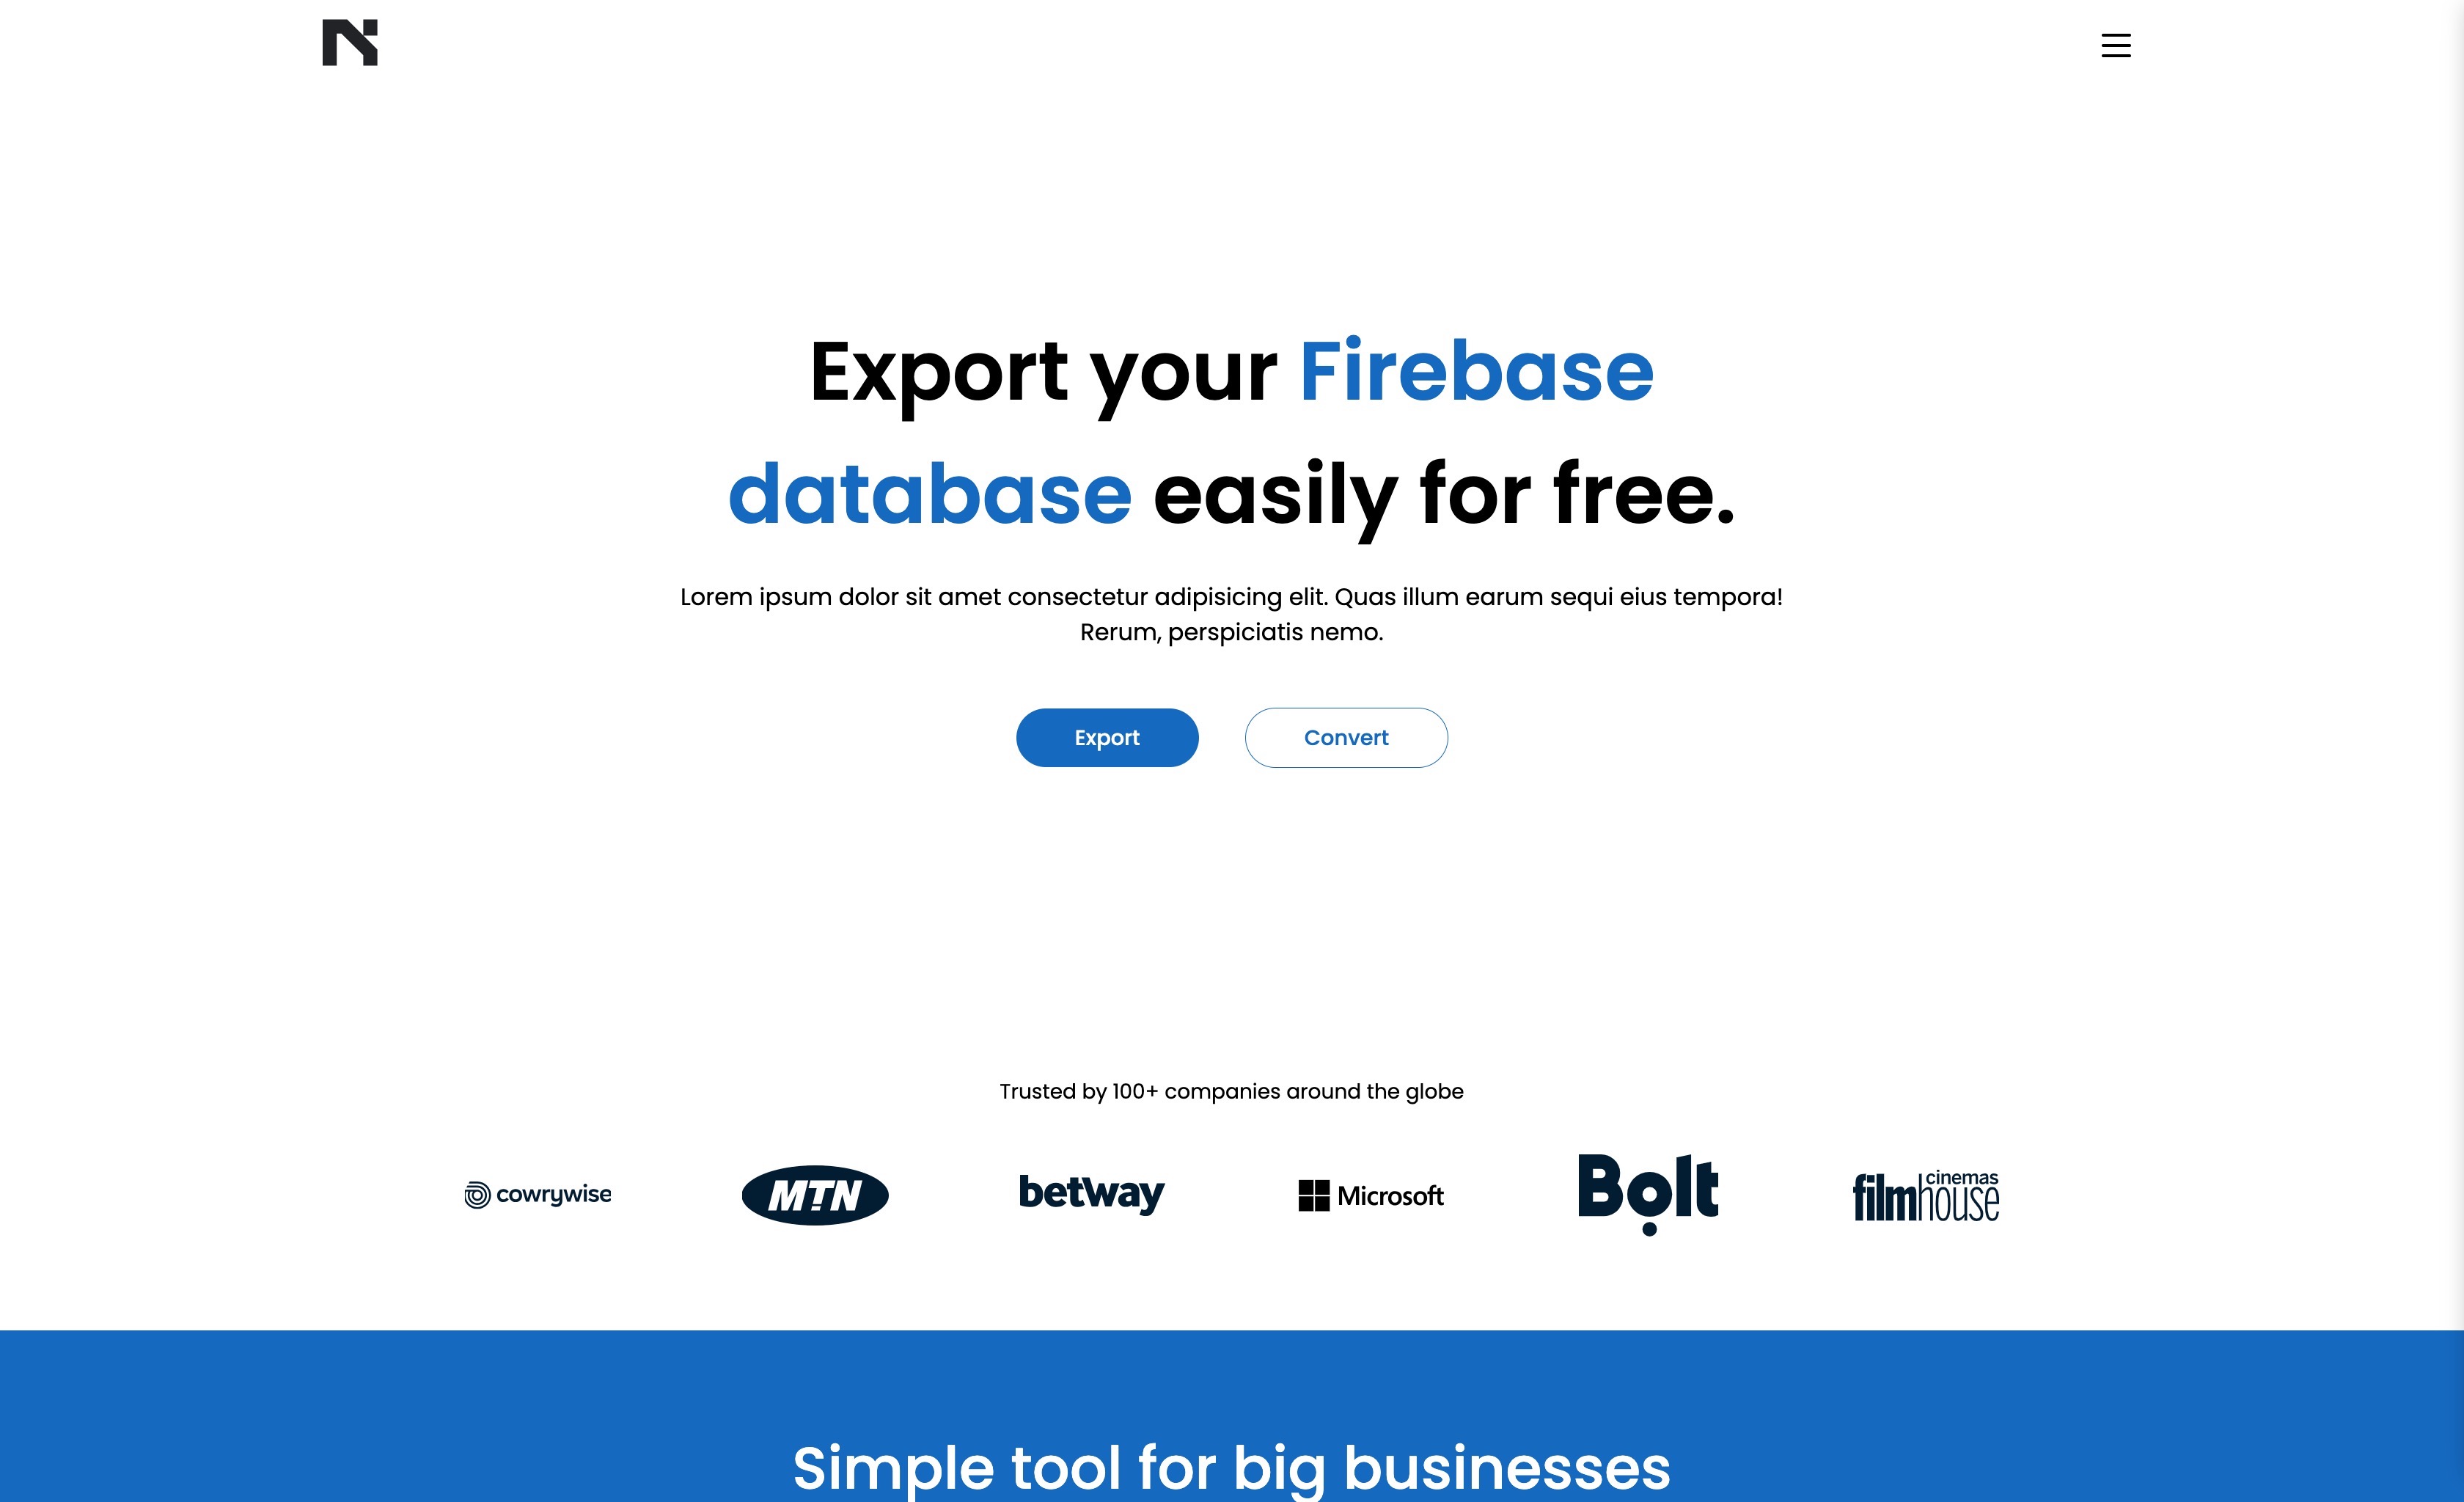 Export your Firebase
database easily for free.
Lorem ipsum dolor sit amet consectetur adipisicing elit. Quas illum earum sequi eius tempora!
Rerum, perspiciatis nemo.
Export
Convert
Trusted by 100+ companies around the globe
cowrywise
MTN
betway
Microsoft
Bolt
filmhouse cinemas
Simple tool for big businesses